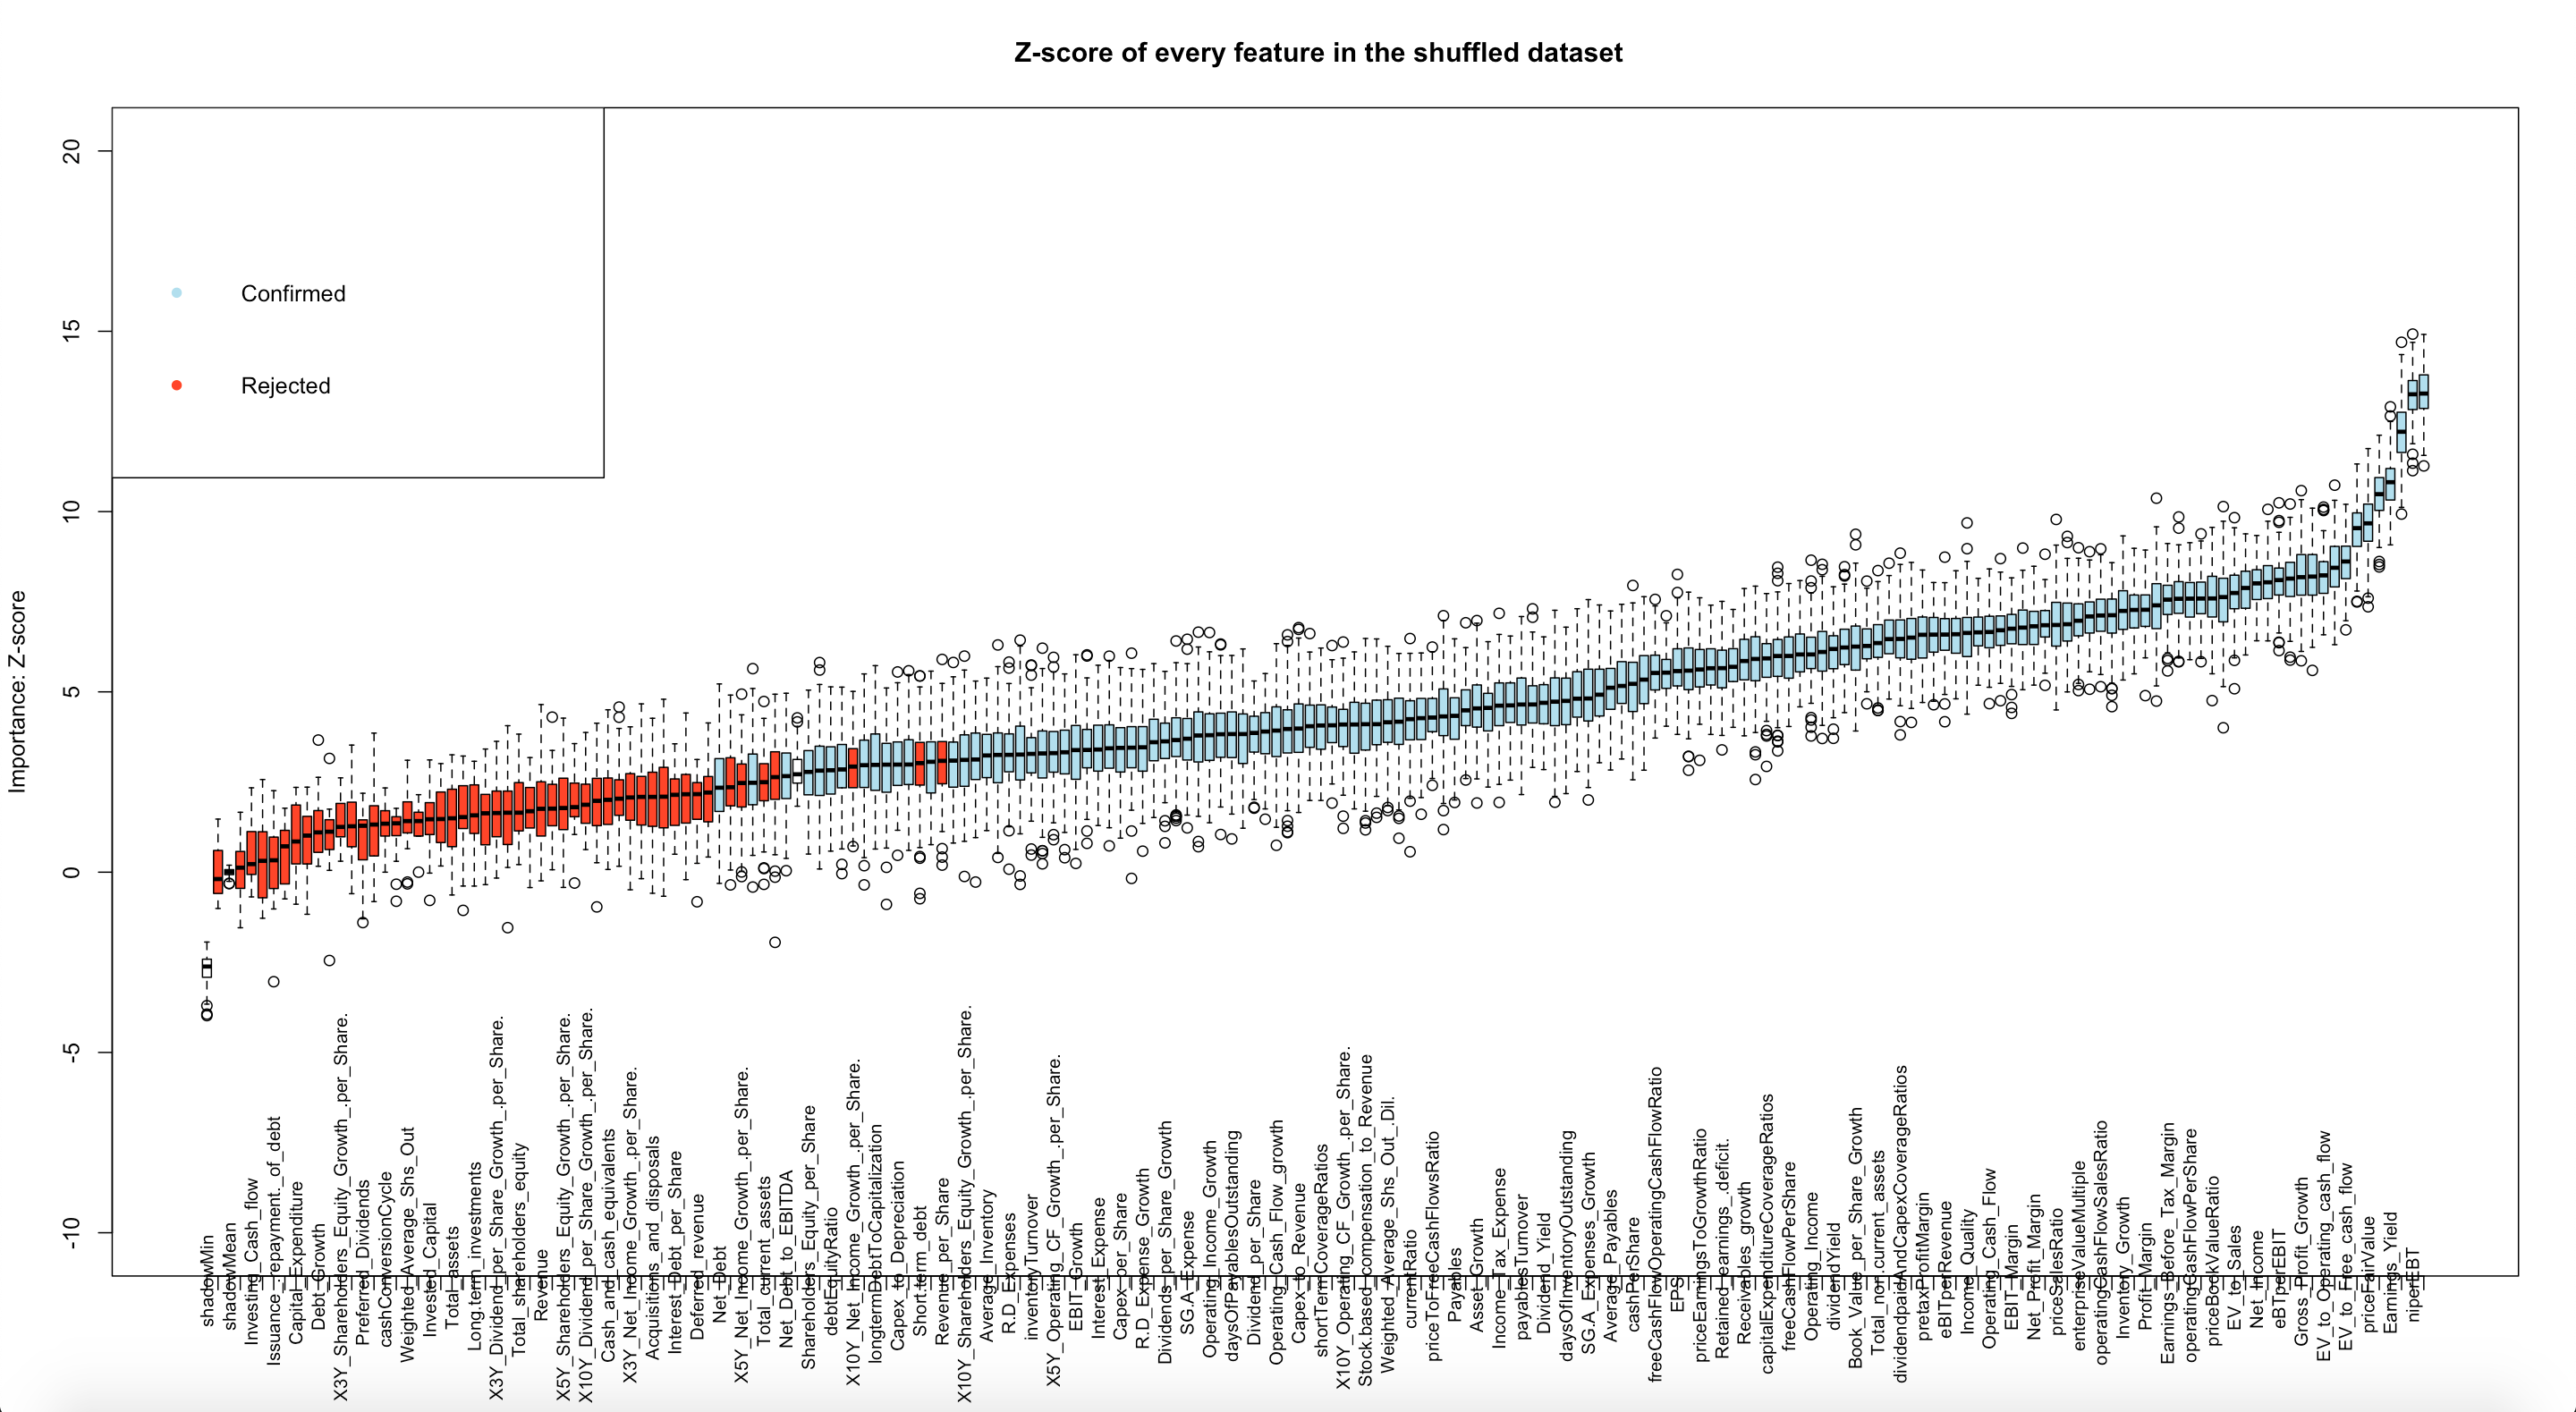 Z-score of every feature in the shuffled dataset
Importance: Z-score
20
15
10
5
0
-5
-10
Confirmed
Rejected
shadowMin
shadowMean
Investing_Cash_flow
Issuance_.repayment._of_debt
Capital_Expenditure
Debt_Growth
X3Y_Shareholders_Equity_Growth_.per_Share.
Preferred_Dividends
cashConversionCycle
Weighted_Average_Shs_Out
Invested_Capital
Total_assets
Long.term_investments
X3Y_Dividend_per_Share_Growth_.per_Share.
Total_shareholders_equity
Revenue
X5Y_Shareholders_Equity_Growth_.per_Share.
X10Y_Dividend_per_Share_Growth_.per_Share.
Cash_and_cash_equivalents
X3Y_Net_Income_Growth_.per_Share.
Acquisitions_and_disposals
Interest_Debt_per_Share
Deferred_revenue
Net_Debt
X5Y_Net_Income_Growth_.per_Share.
Total_current_assets
Net_Debt_to_EBITDA
Shareholders_Equity_per_Share
debtEquityRatio
X10Y_Net_Income_Growth_.per_Share.
longtermDebtToCapitalization
Capex_to_Depreciation
Short.term_debt
Revenue_per_Share
X10Y_Shareholders_Equity_Growth_.per_Share.
Average_Inventory
R.D_Expenses
inventoryTurnover
X5Y_Operating_CF_Growth_.per_Share.
EBIT_Growth
Interest_Expense
Capex_per_Share
R.D_Expense_Growth
Dividends_per_Share_Growth
SG.A_Expense
Operating_Income_Growth
daysOfPayablesOutstanding
Dividend_per_Share
Operating_Cash_Flow_growth
Capex_to_Revenue
shortTermCoverageRatios
X10Y_Operating_CF_Growth_.per_Share.
Stock.based_compensation_to_Revenue
Weighted_Average_Shs_Out_.Dil.
currentRatio
priceToFreeCashFlowsRatio
Payables
Asset_Growth
Income_Tax_Expense
payablesTurnover
Dividend_Yield
daysOfInventoryOutstanding
SG.A_Expenses_Growth
Average_Payables
cashPerShare
freeCashFlowOperatingCashFlowRatio
EPS
priceEarningsToGrowthRatio
Retained_earnings_.deficit.
Receivables_growth
capitalExpenditureCoverageRatios
freeCashFlowPerShare
Operating_Income
dividendYield
Book_Value_per_Share_Growth
Total_non.current_assets
dividendpaidAndCapexCoverageRatios
pretaxProfitMargin
eBITperRevenue
Income_Quality
Operating_Cash_Flow
EBIT_Margin
Net_Profit_Margin
priceSalesRatio
enterpriseValueMultiple
operatingCashFlowSalesRatio
Inventory_Growth
Profit_Margin
Earnings_Before_Tax_Margin
operatingCashFlowPerShare
priceBookValueRatio
EV_to_Sales
Net_Income
eBTperEBIT
Gross_Profit_Growth
EV_to_Operating_cash_flow
EV_to_Free_cash_flow
priceFairValue
Earnings_Yield
niperEBT